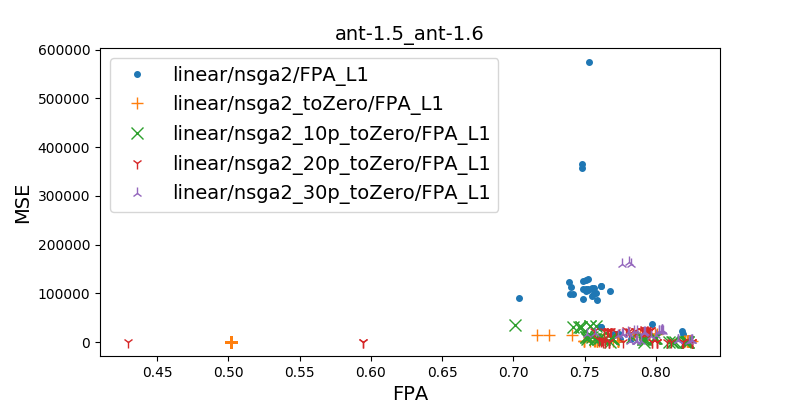 ant-1.5_ant-1.6
600000
500000
400000
300000
200000
100000
0
MSE
linear/nsga2/FPA_L1
linear/nsga2_toZero/FPA_L1
linear/nsga2_10p_toZero/FPA_L1
linear/nsga2_20p_toZero/FPA_L1
linear/nsga2_30p_toZero/FPA_L1
0.45 0.50 0.55 0.60 0.65 0.70 0.75 0.80
FPA